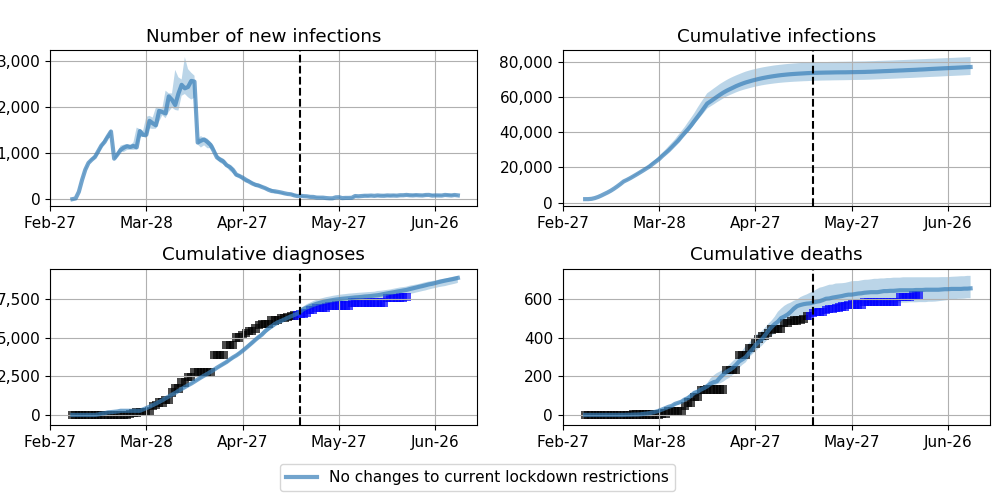 Number of new infections
3,000
2,000
1,000
0
Feb-27 Mar-28 Apr-27 May-27 Jun-26
Cumulative infections
80,000
60,000
40,000
20,000
0
Feb-27 Mar-28 Apr-27 May-27 Jun-26
Cumulative diagnoses
7,500
5,000
2,500
0
Feb-27 Mar-28 Apr-27 May-27 Jun-26
Cumulative deaths
600
400
200
0
Feb-27 Mar-28 Apr-27 May-27 Jun-26
No changes to current lockdown restrictions